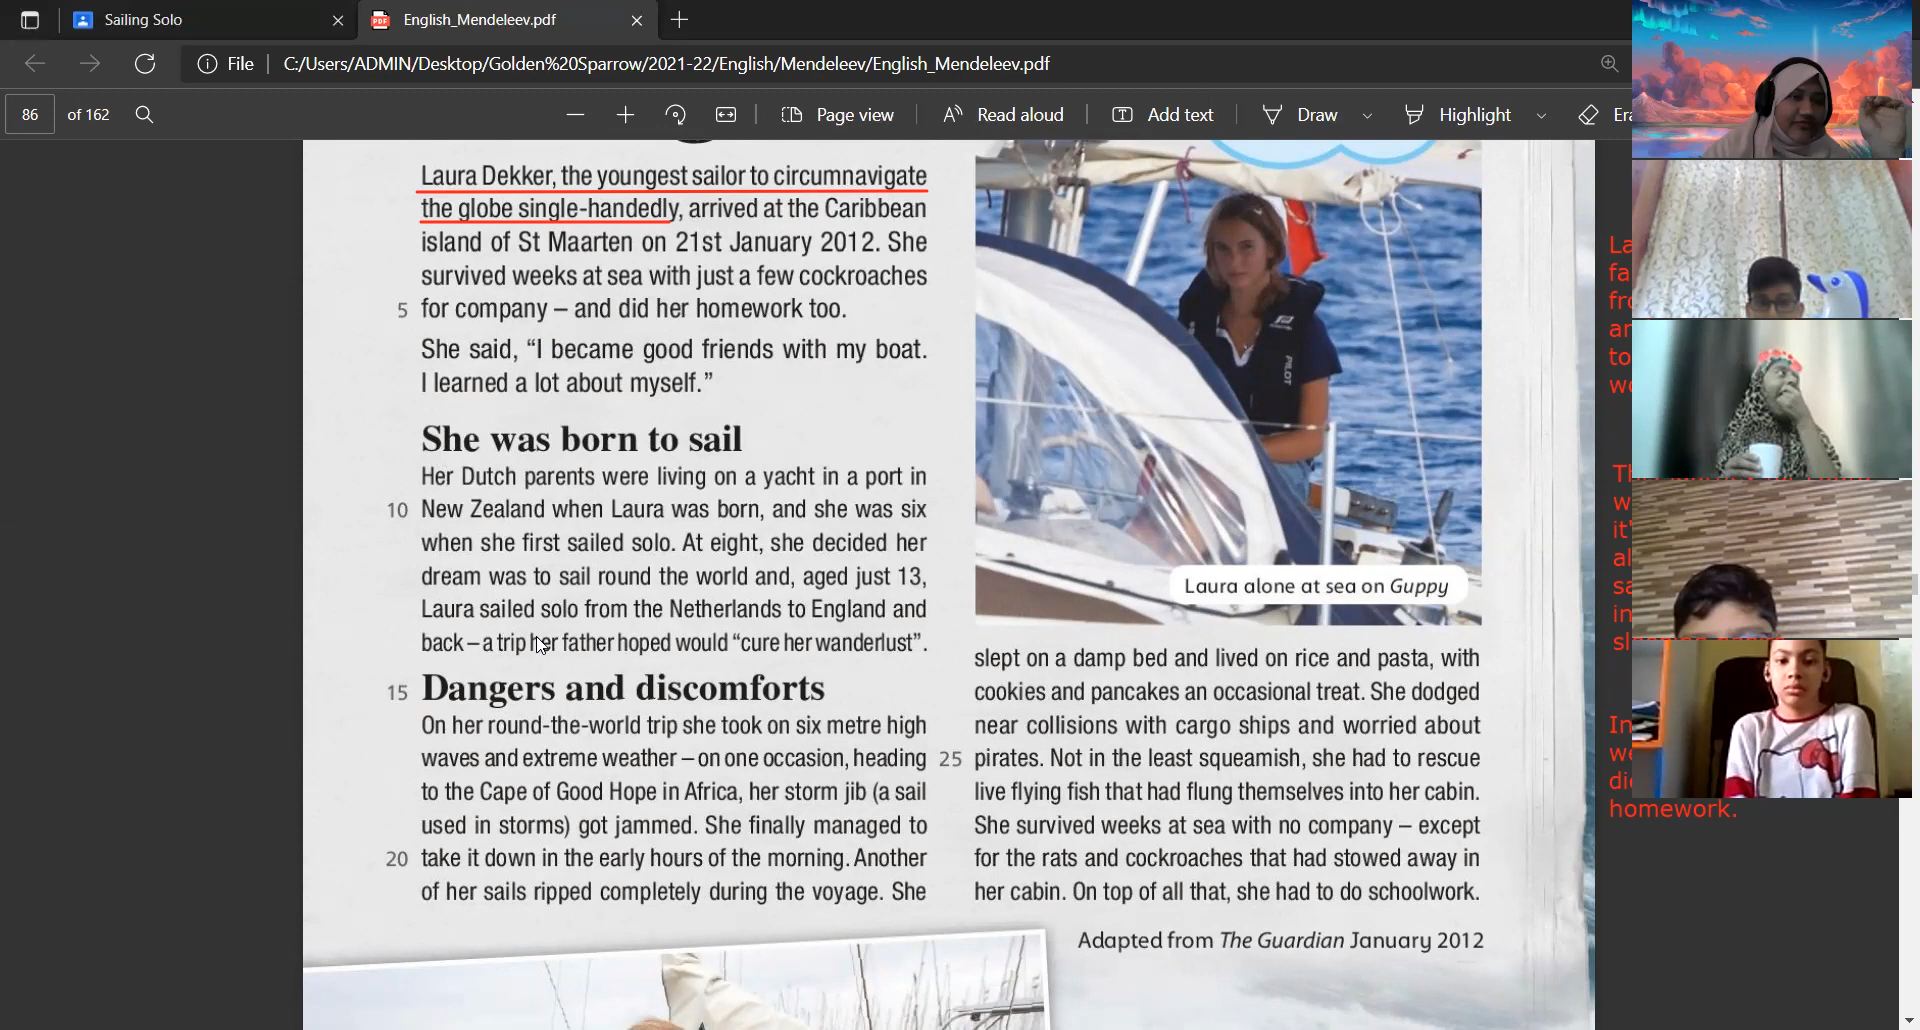 Sailing Solo
English_Mendeleev.pdf
File
C:/Users/ADMIN/Desktop/Golden%20Sparrow/2021-22/English/Mendeleev/English_Mendeleev.pdf
86 of 162
Page view
Read aloud
Add text
Draw
Highlight
Laura Dekker, the youngest sailor to circumnavigate
the globe single-handedly, arrived at the Caribbean
island of St Maarten on 21st January 2012. She
survived weeks at sea with just a few cockroaches
5 for company – and did her homework too.
She said, “I became good friends with my boat.
I learned a lot about myself.”
She was born to sail
Her Dutch parents were living on a yacht in a port in
10 New Zealand when Laura was born, and she was six
when she first sailed solo. At eight, she decided her
dream was to sail round the world and, aged just 13,
Laura sailed solo from the Netherlands to England and
back – a trip her father hoped would “cure her wanderlust”.
15 Dangers and discomforts
On her round-the-world trip she took on six metre high
waves and extreme weather – on one occasion, heading
to the Cape of Good Hope in Africa, her storm jib (a sail
used in storms) got jammed. She finally managed to
20 take it down in the early hours of the morning. Another
of her sails ripped completely during the voyage. She
PILOT
Laura alone at sea on Guppy
slept on a damp bed and lived on rice and pasta, with
cookies and pancakes an occasional treat. She dodged
near collisions with cargo ships and worried about
25 pirates. Not in the least squeamish, she had to rescue
live flying fish that had flung themselves into her cabin.
She survived weeks at sea with no company – except
for the rats and cockroaches that had stowed away in
her cabin. On top of all that, she had to do schoolwork.
Adapted from The Guardian January 2012
homework.